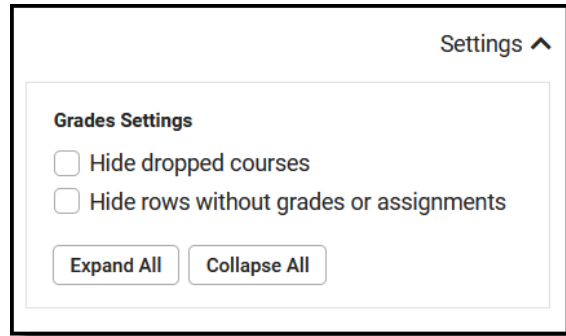 Settings
Grades Settings
Hide dropped courses
Hide rows without grades or assignments
Expand All Collapse All